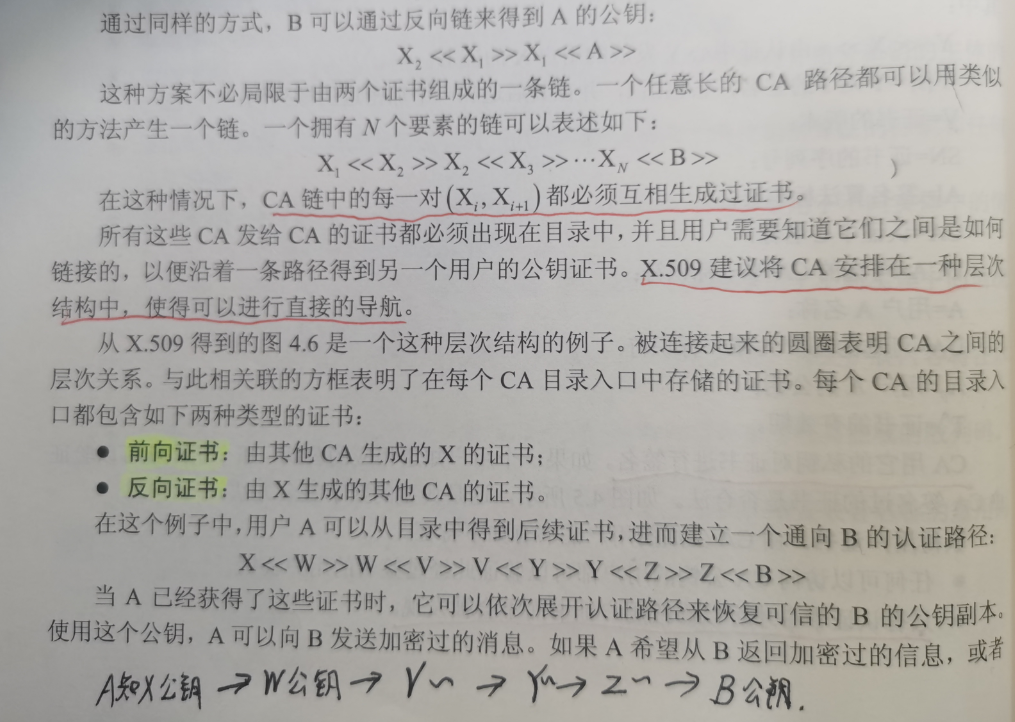 通过同样的方式，B 可以通过反向链来得到 A 的公钥：
X₂ << X₁ >> X₁ << A >>
这种方案不必局限于由两个证书组成的一条链。一个任意长的 CA 路径都可以用类似
的方法产生一个链。一个拥有 N 个要素的链可以表述如下：
X₁ << X₂ >> X₂ << X₃ >> ⋯ X_N << B >>
在这种情况下，CA 链中的每一对(Xᵢ, Xᵢ₊₁)都必须互相生成过证书。
所有这些 CA 发给 CA 的证书都必须出现在目录中，并且用户需要知道它们之间是如何
链接的，以便沿着一条路径得到另一个用户的公钥证书。X.509 建议将 CA 安排在一种层次
结构中，使得可以进行直接的导航。
从 X.509 得到的图 4.6 是一个这种层次结构的例子。被连接起来的圆圈表明 CA 之间的
层次关系。与此相关联的方框表明了在每个 CA 目录入口中存储的证书。每个 CA 的目录入
口都包含如下两种类型的证书：
● 前向证书：由其他 CA 生成的 X 的证书；
● 反向证书：由 X 生成的其他 CA 的证书。
在这个例子中，用户 A 可以从目录中得到后续证书，进而建立一个通向 B 的认证路径：
X << W >> W << V >> V << Y >> Y << Z >> Z << B >>
当 A 已经获得了这些证书时，它可以依次展开认证路径来恢复可信的 B 的公钥副本。
使用这个公钥，A 可以向 B 发送加密过的消息。如果 A 希望从 B 返回加密过的信息，或者
A知X公钥 → W公钥 → V〜 → Y〜 → Z〜 → B公钥.